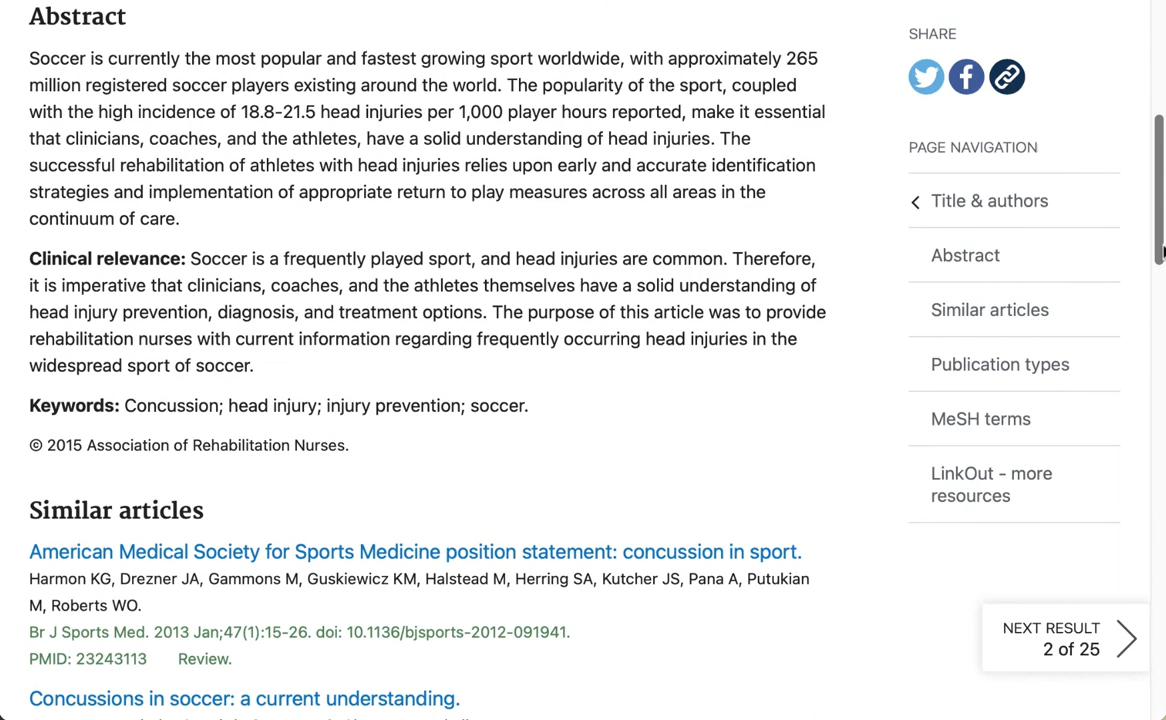 Abstract
Soccer is currently the most popular and fastest growing sport worldwide, with approximately 265
million registered soccer players existing around the world. The popularity of the sport, coupled
with the high incidence of 18.8-21.5 head injuries per 1,000 player hours reported, make it essential
that clinicians, coaches, and the athletes, have a solid understanding of head injuries. The
successful rehabilitation of athletes with head injuries relies upon early and accurate identification
strategies and implementation of appropriate return to play measures across all areas in the
continuum of care.
Clinical relevance: Soccer is a frequently played sport, and head injuries are common. Therefore,
it is imperative that clinicians, coaches, and the athletes themselves have a solid understanding of
head injury prevention, diagnosis, and treatment options. The purpose of this article was to provide
rehabilitation nurses with current information regarding frequently occurring head injuries in the
widespread sport of soccer.
Keywords: Concussion; head injury; injury prevention; soccer.
© 2015 Association of Rehabilitation Nurses.
Similar articles
American Medical Society for Sports Medicine position statement: concussion in sport.
Harmon KG, Drezner JA, Gammons M, Guskiewicz KM, Halstead M, Herring SA, Kutcher JS, Pana A, Putukian
M, Roberts WO.
Br J Sports Med. 2013 Jan;47(1):15-26. doi: 10.1136/bjsports-2012-091941.
PMID: 23243113 Review.
Concussions in soccer: a current understanding.
SHARE
PAGE NAVIGATION
Title & authors
Abstract
Similar articles
Publication types
MeSH terms
LinkOut - more
resources
NEXT RESULT
2 of 25